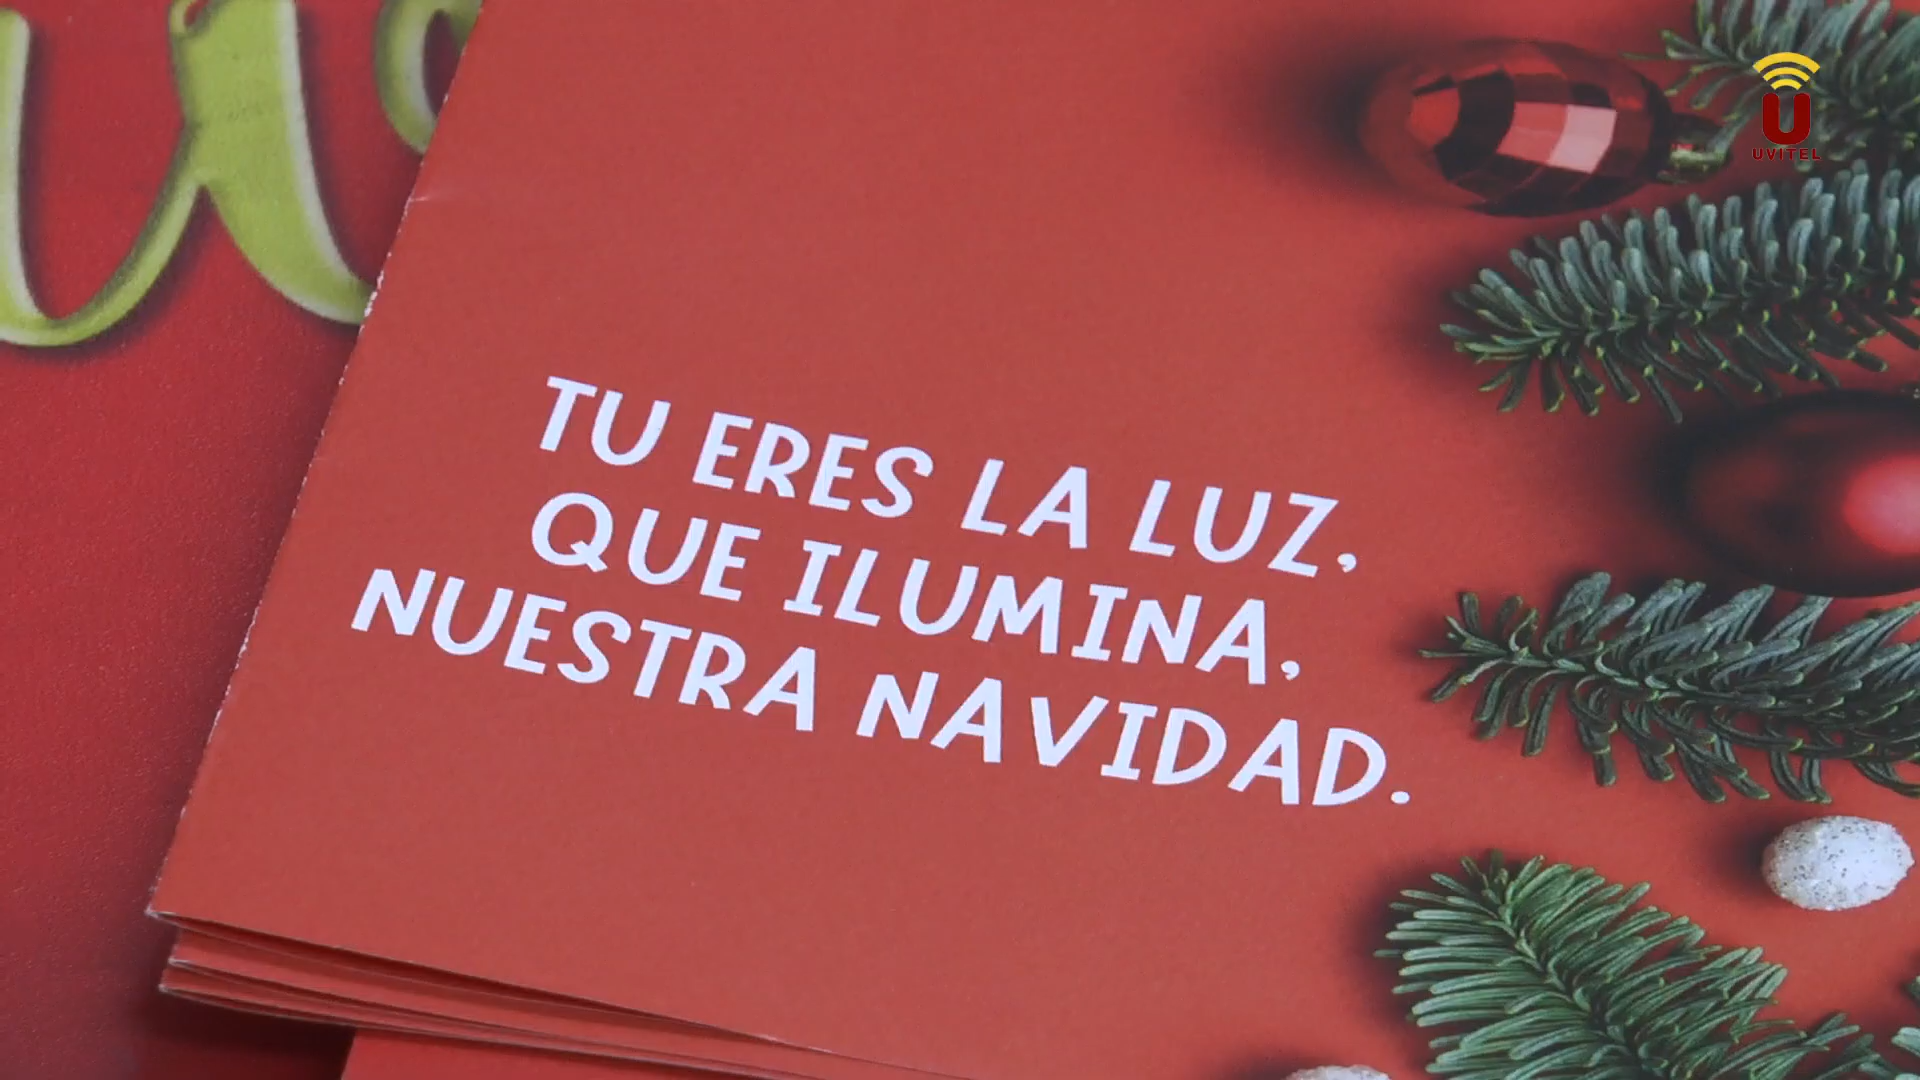 TU ERES LA LUZ,
QUE ILUMINA,
NUESTRA NAVIDAD.
U
UVITEL